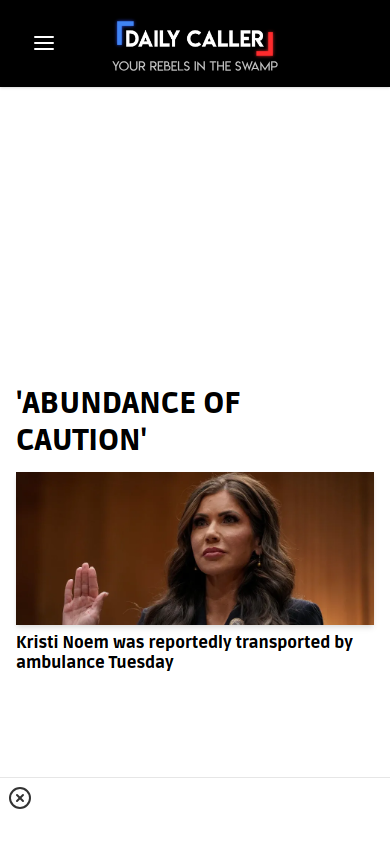 DAILY CALLER
YOUR REBELS IN THE SWAMP
'ABUNDANCE OF
CAUTION'
Kristi Noem was reportedly transported by
ambulance Tuesday